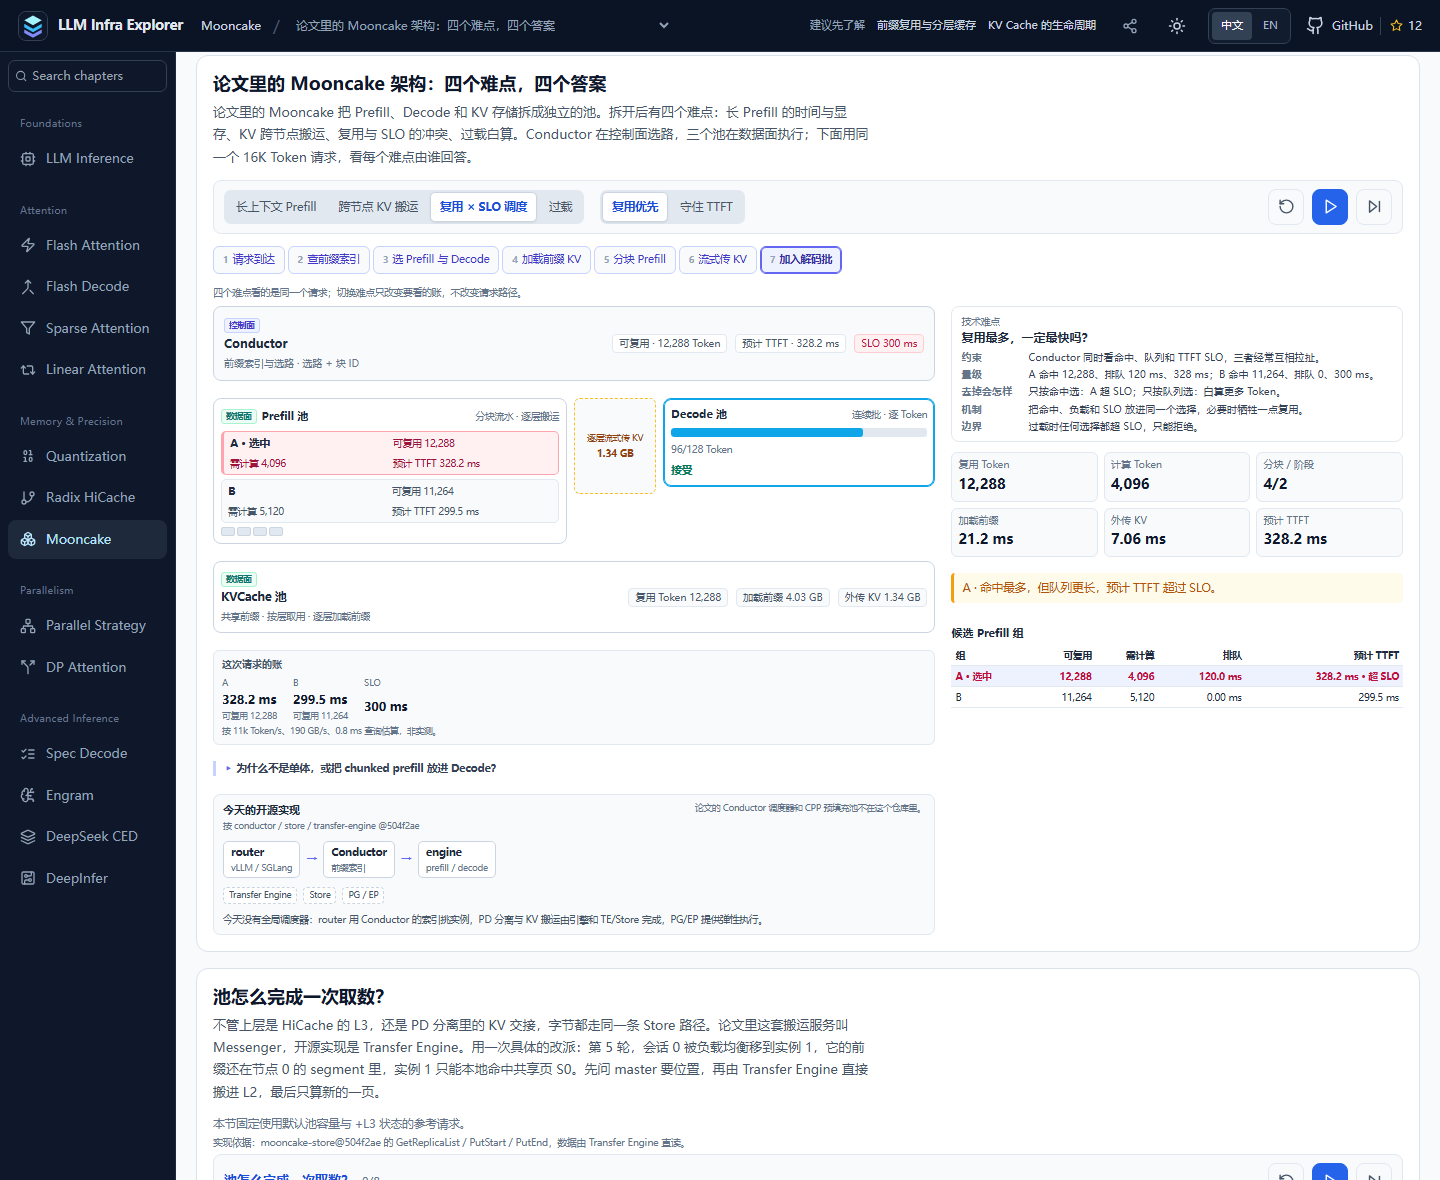 LLM Infra Explorer
Mooncake / 论文里的 Mooncake 架构：四个难点，四个答案
建议先了解 前缀复用与分层缓存 KV Cache 的生命周期
中文 EN
GitHub
12
Search chapters
Foundations
LLM Inference
Attention
Flash Attention
Flash Decode
Sparse Attention
Linear Attention
Memory & Precision
Quantization
Radix HiCache
Mooncake
Parallelism
Parallel Strategy
DP Attention
Advanced Inference
Spec Decode
Engram
DeepSeek CED
DeepInfer
论文里的 Mooncake 架构：四个难点，四个答案
论文里的 Mooncake 把 Prefill、Decode 和 KV 存储拆成独立的池。拆开后有四个难点：长 Prefill 的时间与显
存、KV 跨节点搬运、复用与 SLO 的冲突、过载白算。Conductor 在控制面选路，三个池在数据面执行；下面用同
一个 16K Token 请求，看每个难点由谁回答。
长上下文 Prefill 跨节点 KV 搬运 复用 × SLO 调度 过载
复用优先 守住 TTFT
1 请求到达 2 查前缀索引 3 选 Prefill 与 Decode 4 加载前缀 KV 5 分块 Prefill 6 流式传 KV 7 加入解码批
四个难点看的是同一个请求；切换难点只改变要看的账，不改变请求路径。
控制面
Conductor
前缀索引与选路 · 选路 + 块 ID
可复用 · 12,288 Token 预计 TTFT · 328.2 ms SLO 300 ms
数据面 Prefill 池 分块流水 · 逐层搬运
A • 选中 可复用 12,288
需计算 4,096 预计 TTFT 328.2 ms
B 可复用 11,264
需计算 5,120 预计 TTFT 299.5 ms
逐层流式传 KV
1.34 GB
Decode 池 连续批 · 逐 Token
96/128 Token
接受
数据面
KVCache 池
共享前缀 · 按层取用 · 逐层加载前缀
复用 Token 12,288 加载前缀 4.03 GB 外传 KV 1.34 GB
这次请求的账
A B SLO
328.2 ms 299.5 ms 300 ms
可复用 12,288 可复用 11,264
按 11k Token/s、190 GB/s、0.8 ms 查询估算，非实测。
▸ 为什么不是单体，或把 chunked prefill 放进 Decode?
今天的开源实现
论文的 Conductor 调度器和 CPP 预填充池不在这个仓库里。
按 conductor / store / transfer-engine @504f2ae
router → Conductor → engine
vLLM / SGLang 前缀索引 prefill / decode
Transfer Engine Store PG / EP
今天没有全局调度器：router 用 Conductor 的索引挑实例，PD 分离与 KV 搬运由引擎和 TE/Store 完成，PG/EP 提供弹性执行。
技术难点
复用最多，一定最快吗?
约束 Conductor 同时看命中、队列和 TTFT SLO，三者经常互相拉扯。
量级 A 命中 12,288、排队 120 ms、328 ms；B 命中 11,264、排队 0、300 ms。
去掉会怎样 只按命中选：A 超 SLO；只按队列选：白算更多 Token。
机制 把命中、负载和 SLO 放进同一个选择，必要时牺牲一点复用。
边界 过载时任何选择都超 SLO，只能拒绝。
复用 Token 计算 Token 分块 / 阶段
12,288 4,096 4/2
加载前缀 外传 KV 预计 TTFT
21.2 ms 7.06 ms 328.2 ms
A · 命中最多，但队列更长，预计 TTFT 超过 SLO。
候选 Prefill 组
组 可复用 需计算 排队 预计 TTFT
A • 选中 12,288 4,096 120.0 ms 328.2 ms • 超 SLO
B 11,264 5,120 0.00 ms 299.5 ms
池怎么完成一次取数?
不管上层是 HiCache 的 L3，还是 PD 分离里的 KV 交接，字节都走同一条 Store 路径。论文里这套搬运服务叫
Messenger，开源实现是 Transfer Engine。用一次具体的改派：第 5 轮，会话 0 被负载均衡移到实例 1，它的前
缀还在节点 0 的 segment 里，实例 1 只能本地命中共享页 S0。先问 master 要位置，再由 Transfer Engine 直接
搬进 L2，最后只算新的一页。
本节固定使用默认池容量与 +L3 状态的参考请求。
实现依据：mooncake-store@504f2ae 的 GetReplicaList / PutStart / PutEnd，数据由 Transfer Engine 直读。
池怎么完成一次取数?